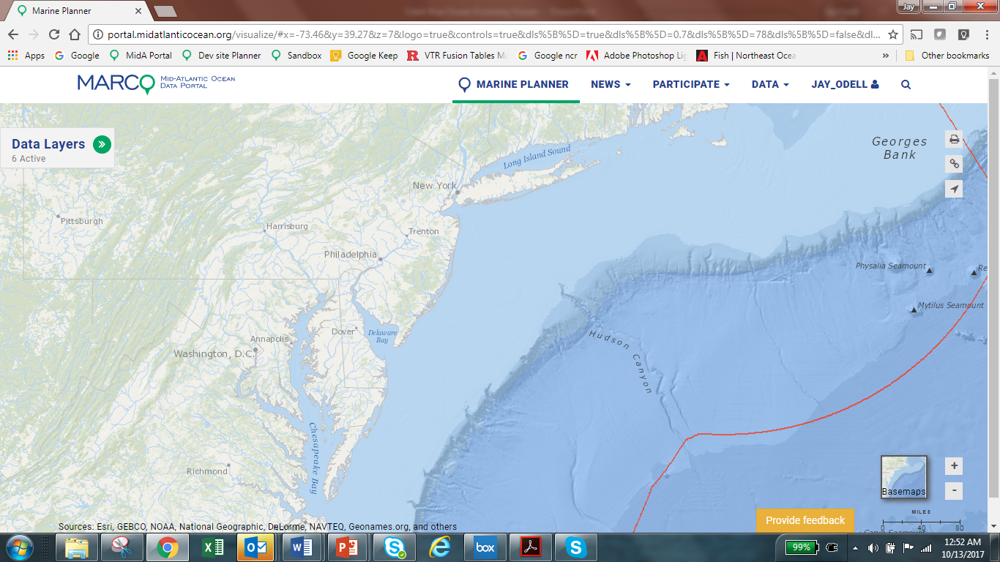 Marine Planner
Jay
portal.midatlanticocean.org/visualize/#x=-73.46&y=39.27&z=7&logo=true&controls=true&dls%5B%5D=true&dls%5B%5D=0.7&dls%5B%5D=78&dls%5B%5D=false&dl...
Apps Google MidA Portal Dev site Planner Sandbox Google Keep VTR Fusion Tables Ma Google ncr Adobe Photoshop Lig Fish | Northeast Ocea » Other bookmarks
MARCO MID-ATLANTIC OCEAN
DATA PORTAL
MARINE PLANNER NEWS PARTICIPATE DATA JAY_ODELL
Data Layers
6 Active
Georges
Bank
Long Island Sound
New York
Pittsburgh
Harrisburg
Trenton
Philadelphia
Physalia Seamount
Re
Mytilus Seamount
Dover
Delaware
Bay
Annapolis
Washington, D.C.
Hudson Canyon
Chesapeake Bay
Richmond
Basemaps
+
-
MILES
0 40 80
Provide feedback
Sources: Esri, GEBCO, NOAA, National Geographic, DeLorme, NAVTEQ, Geonames.org, and others
99%
12:52 AM
10/13/2017